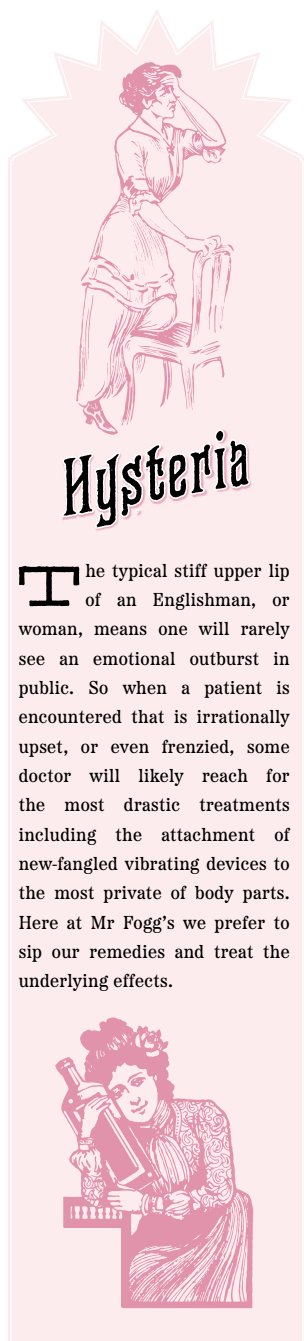 Hysteria
The typical stiff upper lip
of an Englishman, or
woman, means one will rarely
see an emotional outburst in
public. So when a patient is
encountered that is irrationally
upset, or even frenzied, some
doctor will likely reach for
the most drastic treatments
including the attachment of
new-fangled vibrating devices to
the most private of body parts.
Here at Mr Fogg’s we prefer to
sip our remedies and treat the
underlying effects.